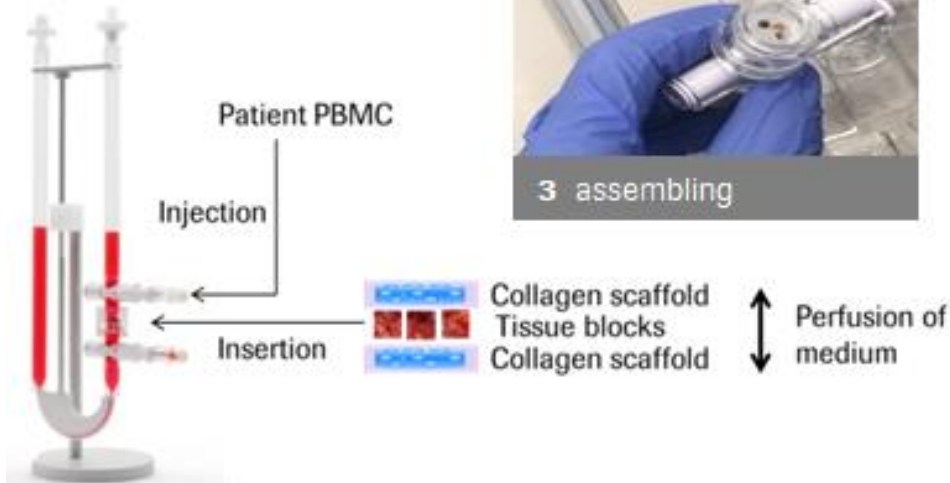 Patient PBMC
Injection
3 assembling
Insertion
Collagen scaffold
Tissue blocks
Collagen scaffold
Perfusion of
medium